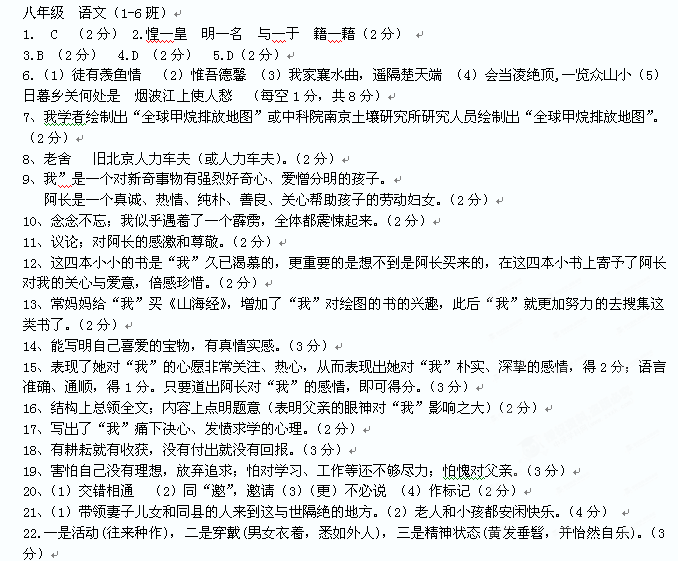 八年级　语文（1-6 班）
1.　C　（2 分）　2.惶一皇　明一名　与一于　籍一藉（2 分）
3.B　（2 分）　4.D　（2 分）　5.D（2 分）
6.（1）徒有羡鱼情　（2）惟吾德馨　（3）我家襄水曲，遥隔楚天端　（4）会当凌绝顶,一览众山小（5）
日暮乡关何处是　烟波江上使人愁　（每空 1 分，共 8 分）
7、我学者绘制出“全球甲烷排放地图”或中科院南京土壤研究所研究人员绘制出“全球甲烷排放地图”。
（2 分）
8、老舍　旧北京人力车夫（或人力车夫）。（2 分）
9、我”是一个对新奇事物有强烈好奇心、爱憎分明的孩子。
阿长是一个真诚、热情、纯朴、善良、关心帮助孩子的劳动妇女。（2 分）
10、念念不忘；我似乎遇着了一个霹雳，全体都震悚起来。（2 分）
11、议论；对阿长的感激和尊敬。（2 分）
12、这四本小小的书是“我”久已渴慕的，更重要的是想不到是阿长买来的，在这四本小书上寄予了阿长
对我的关心与爱意，倍感珍惜。（2 分）
13、常妈妈给“我”买《山海经》，增加了“我”对绘图的书的兴趣，此后“我”就更加努力的去搜集这
类书了。（2 分）
14、能写明自己喜爱的宝物，有真情实感。（3 分）
15、表现了她对“我”的心愿非常关注、热心，从而表现出她对“我”朴实、深挚的感情，得 2 分；语言
准确、通顺，得 1 分。只要道出阿长对“我”的感情，即可得分。（3 分）
16、结构上总领全文；内容上点明题意（表明父亲的眼神对“我”影响之大）（2 分）
17、写出了“我”痛下决心、发愤求学的心理。（2 分）
18、有耕耘就有收获，没有付出就没有回报。（3 分）
19、害怕自己没有理想，放弃追求；怕对学习、工作等还不够尽力；怕愧对父亲。（3 分）
20、（1）交错相通　（2）同“邀”，邀请（3）（更）不必说　（4）作标记（2 分）
21、（1）带领妻子儿女和同县的人来到这与世隔绝的地方。（2）老人和小孩都安闲快乐。（4 分）
22.一是活动(往来种作)，二是穿戴(男女衣着，悉如外人)，三是精神状态(黄发垂髫，并怡然自乐)。（3
分）